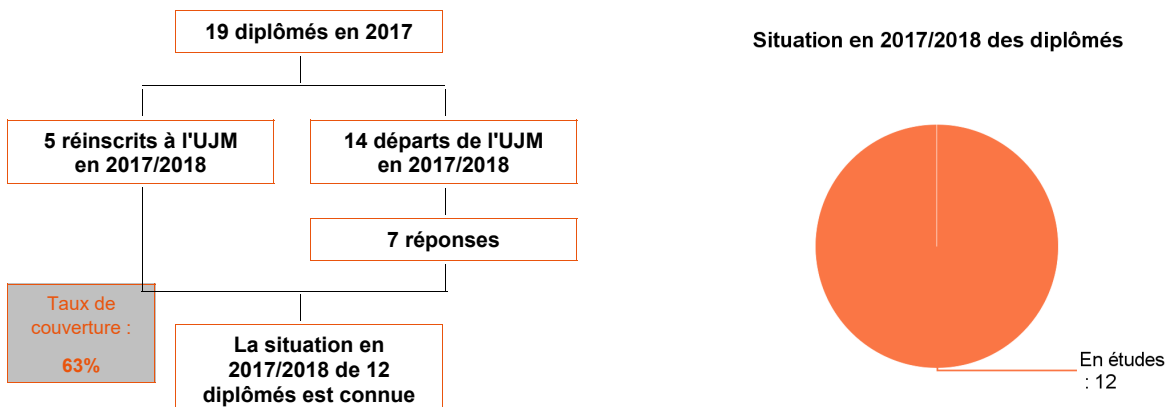 19 diplômés en 2017
5 réinscrits à l'UJM
en 2017/2018
14 départs de l'UJM
en 2017/2018
7 réponses
Taux de
couverture :
63%
La situation en
2017/2018 de 12
diplômés est connue
Situation en 2017/2018 des diplômés
En études
: 12